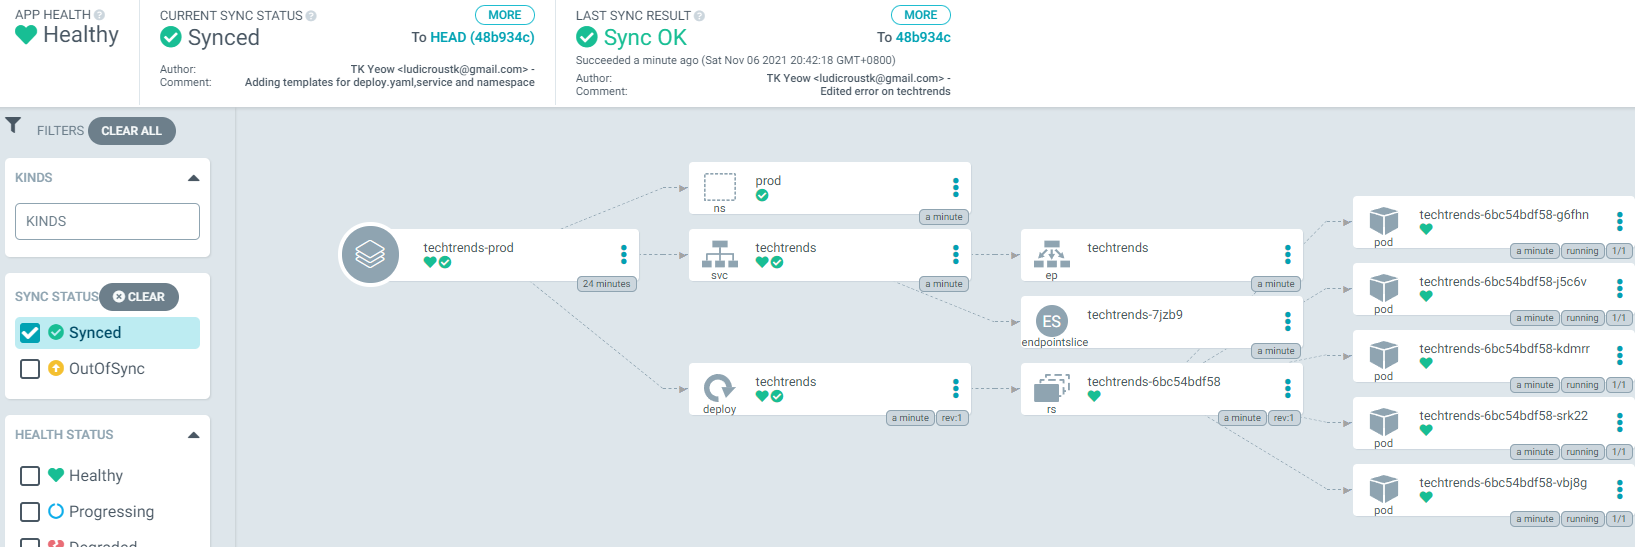 APP HEALTH
Healthy
CURRENT SYNC STATUS
MORE
Synced
To HEAD (48b934c)
Author:
TK Yeow <ludicroustk@gmail.com> -
Comment:
Adding templates for deploy.yaml,service and namespace
LAST SYNC RESULT
MORE
Sync OK
To 48b934c
Succeeded a minute ago (Sat Nov 06 2021 20:42:18 GMT+0800)
Author:
TK Yeow <ludicroustk@gmail.com> -
Comment:
Edited error on techtrends
FILTERS
CLEAR ALL
KINDS
KINDS
SYNC STATUS
CLEAR
Synced
OutOfSync
HEALTH STATUS
Healthy
Progressing
Degraded
techtrends-prod
24 minutes
prod
ns
a minute
techtrends
svc
a minute
techtrends
deploy
a minute
rev:1
techtrends
ep
a minute
ES
techtrends-7jzb9
endpointslice
a minute
techtrends-6bc54bdf58
rs
a minute
rev:1
techtrends-6bc54bdf58-g6fhn
pod
a minute
running
1/1
techtrends-6bc54bdf58-j5c6v
pod
a minute
running
1/1
techtrends-6bc54bdf58-kdmrr
pod
a minute
running
1/1
techtrends-6bc54bdf58-srk22
pod
a minute
running
1/1
techtrends-6bc54bdf58-vbj8g
pod
a minute
running
1/1